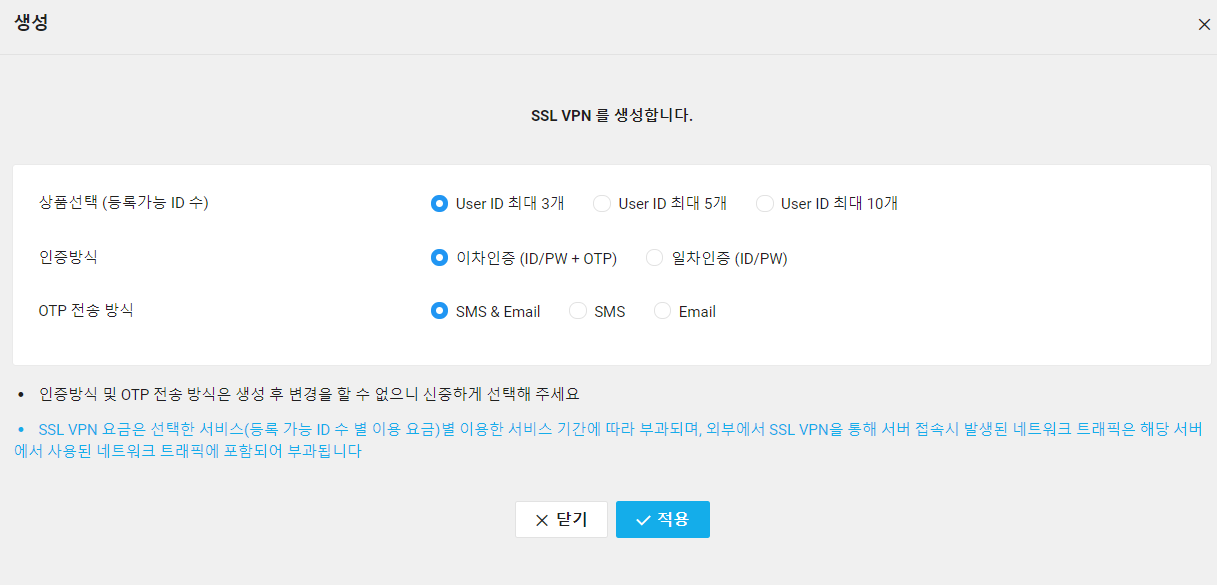 생성
SSL VPN 를 생성합니다.
상품선택 (등록가능 ID 수) User ID 최대 3개 User ID 최대 5개 User ID 최대 10개
인증방식 이차인증 (ID/PW + OTP) 일차인증 (ID/PW)
OTP 전송 방식 SMS & Email SMS Email
• 인증방식 및 OTP 전송 방식은 생성 후 변경을 할 수 없으니 신중하게 선택해 주세요
• SSL VPN 요금은 선택한 서비스(등록 가능 ID 수 별 이용 요금)별 이용한 서비스 기간에 따라 부과되며, 외부에서 SSL VPN을 통해 서버 접속시 발생된 네트워크 트래픽은 해당 서버
에서 사용된 네트워크 트래픽에 포함되어 부과됩니다
닫기 적용